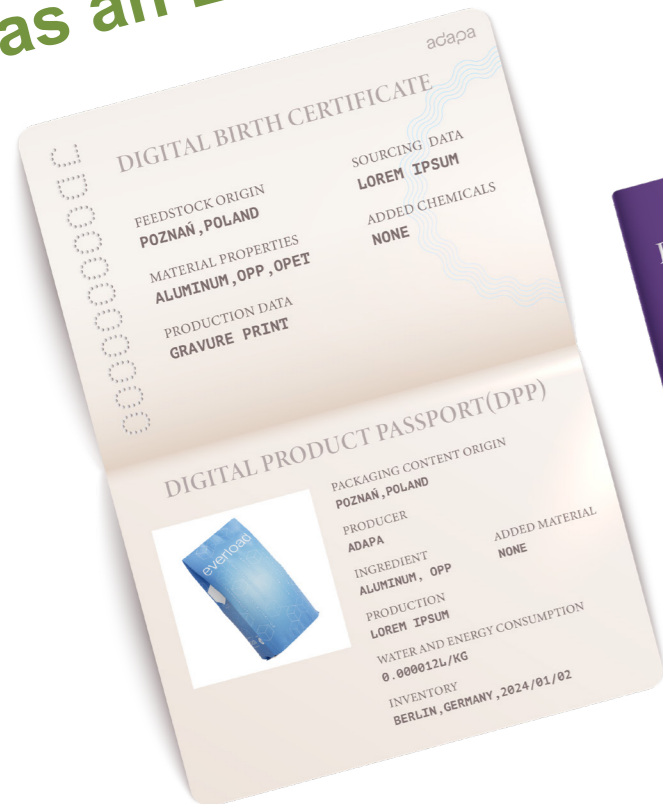 as an
adapa
DIGITAL BIRTH CERTIFICATE
FEEDSTOCK ORIGIN
POZNAŃ,POLAND
SOURCING DATA
LOREM IPSUM
MATERIAL PROPERTIES
ALUMINUM,OPP,OPET
ADDED CHEMICALS
NONE
PRODUCTION DATA
GRAVURE PRINT
DIGITAL PRODUCT PASSPORT(DPP)
everload
PACKAGING CONTENT ORIGIN
POZNAŃ,POLAND
PRODUCER
ADAPA
INGREDIENT
ALUMINUM, OPP
ADDED MATERIAL
NONE
PRODUCTION
LOREM IPSUM
WATER AND ENERGY CONSUMPTION
0.000012L/KG
INVENTORY
BERLIN,GERMANY,2024/01/02